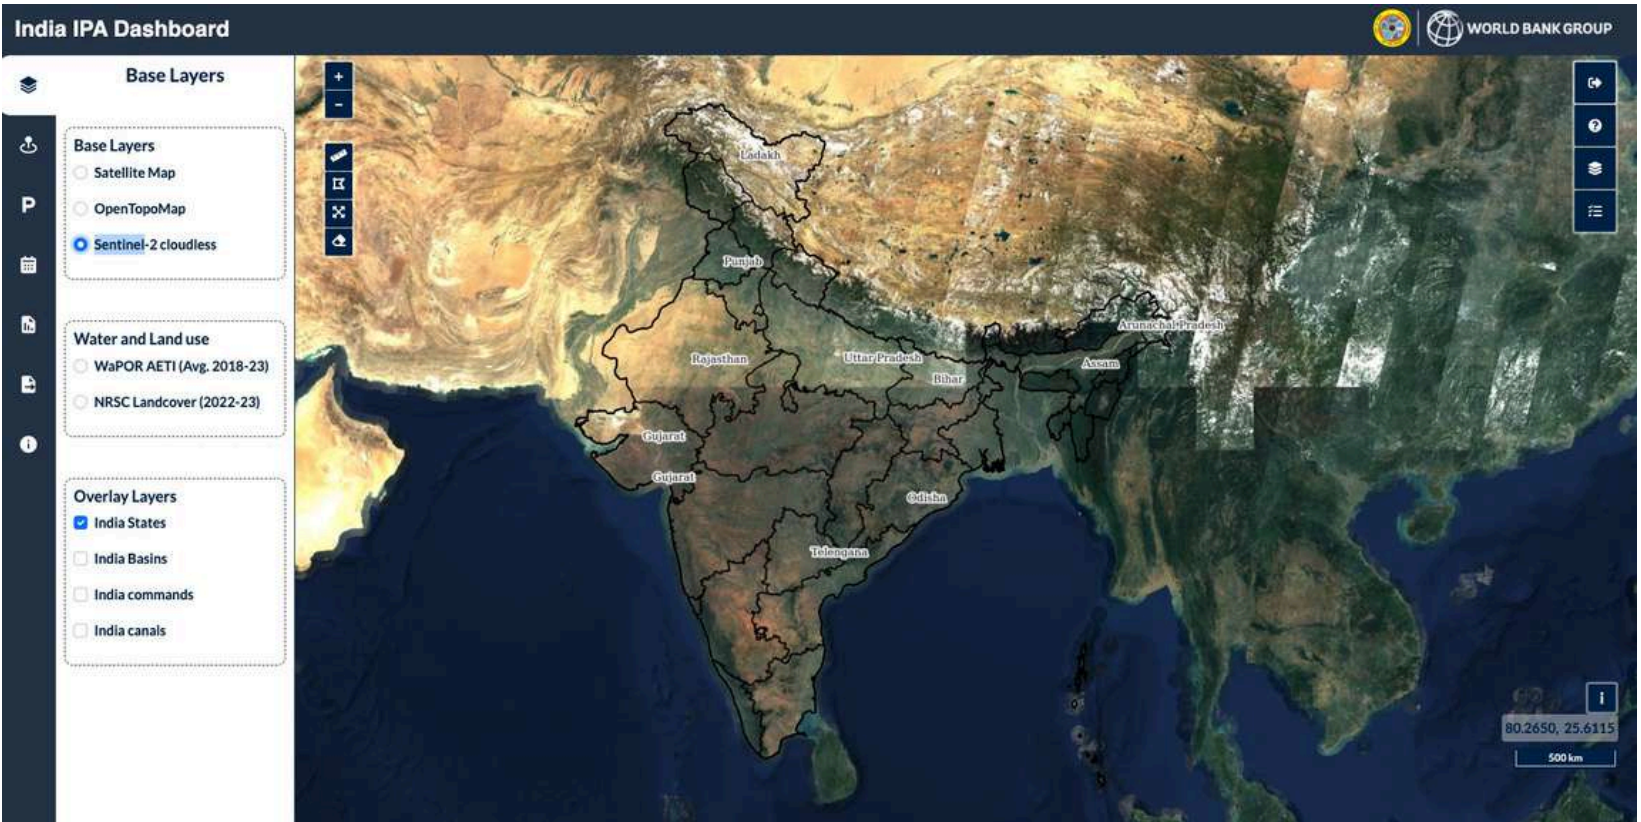 India IPA Dashboard
WORLD BANK GROUP
Base Layers
Base Layers
Satellite Map
OpenTopoMap
Sentinel-2 cloudless
Water and Land use
WaPOR AETI (Avg. 2018-23)
NRSC Landcover (2022-23)
Overlay Layers
India States
India Basins
India commands
India canals
P
+
−
Ladakh
Punjab
Arunachal Pradesh
Rajasthan
Uttar Pradesh
Assam
Bihar
Gujarat
Gujarat
Odisha
Telengana
?
i
i
80.2650, 25.6115
500 km